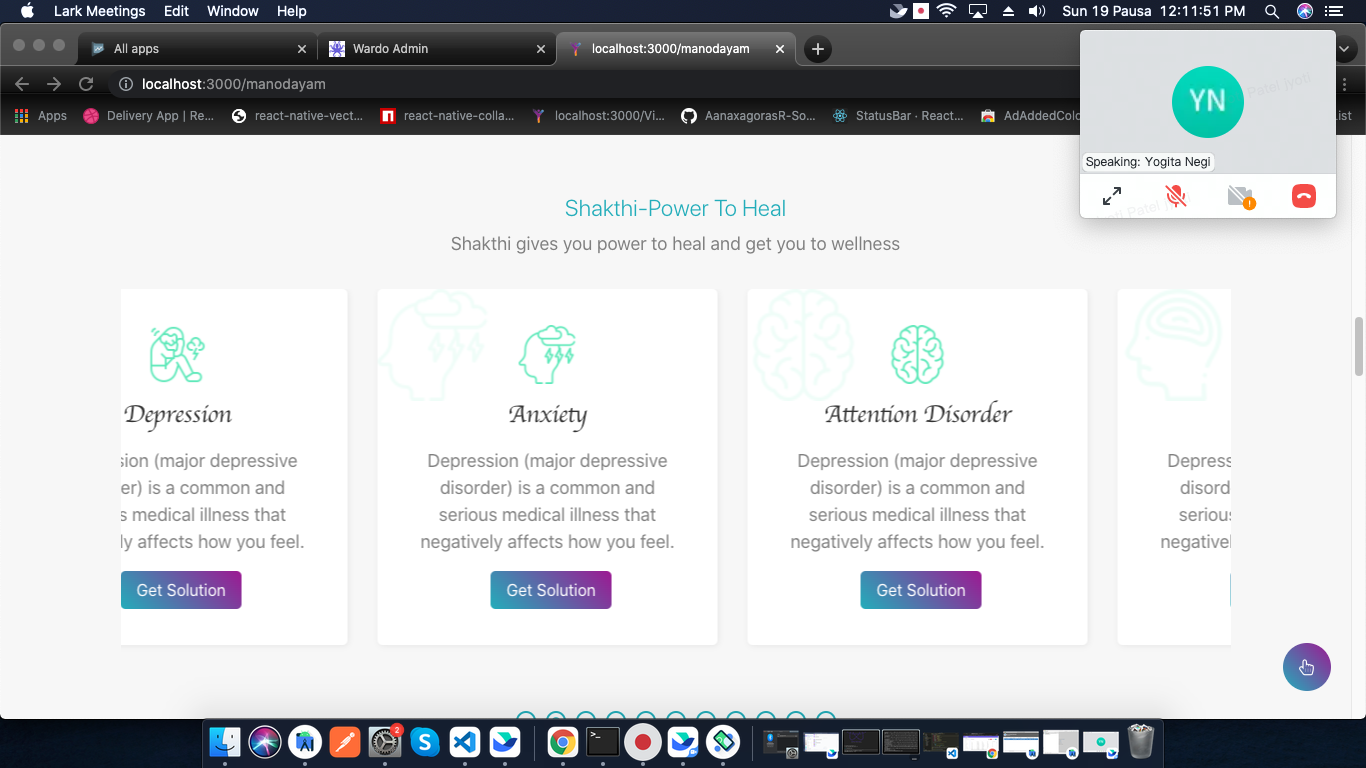 Lark Meetings Edit Window Help Sun 19 Pausa 12:11:51 PM
All apps Wardo Admin localhost:3000/manodayam
localhost:3000/manodayam
Apps Delivery App | Re... react-native-vect... react-native-colla... localhost:3000/Vi... AanaxagorasR-So... StatusBar · React... AdAddedColo
YN
Patel jyoti
Speaking: Yogita Negi
Shakthi-Power To Heal
Shakthi gives you power to heal and get you to wellness
Depression
sion (major depressive
er) is a common and
s medical illness that
ly affects how you feel.
Get Solution
Anxiety
Depression (major depressive
disorder) is a common and
serious medical illness that
negatively affects how you feel.
Get Solution
Attention Disorder
Depression (major depressive
disorder) is a common and
serious medical illness that
negatively affects how you feel.
Get Solution
Depress
disord
serious
negativel
2